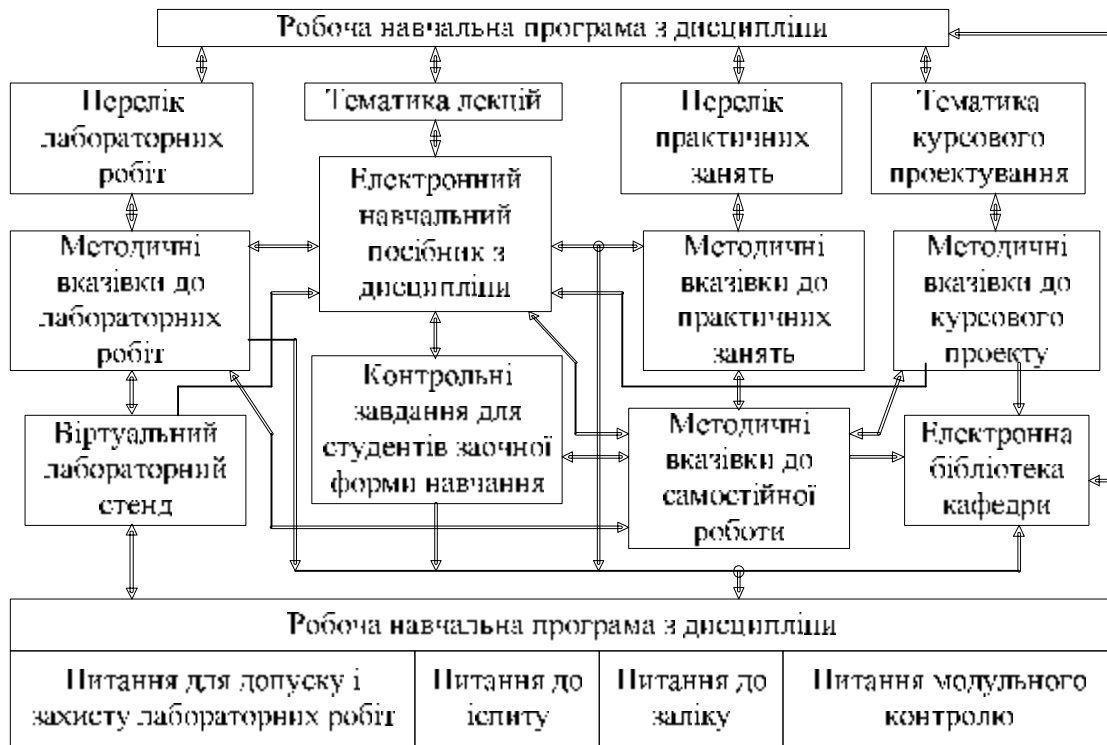 Робоча навчальна програма з дисципліни
Перелік
лабораторних
робіт
Тематика лекцій
Перелік
практичних
занять
Тематика
курсового
проектування
Електронний
навчальний
посібник з
дисципліни
Методичні
вказівки до
лабораторних
робіт
Методичні
вказівки до
практичних
занять
Методичні
вказівки до
курсового
проекту
Контрольні
завдання для
студентів заочної
форми навчання
Віртуальний
лабораторний
стенд
Методичні
вказівки до
самостійної
роботи
Електронна
бібліотека
кафедри
Робоча навчальна програма з дисципліни
Питання для допуску і
захисту лабораторних робіт
Питання до
іспиту
Питання до
заліку
Питання модульного
контролю